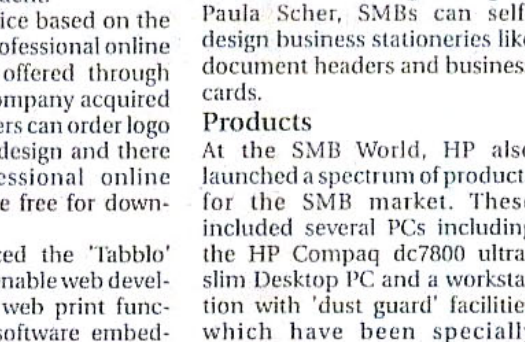 ice based on the
ofessional online
offered through
ompany acquired
ers can order logo
design and there
essional online
e free for down-
ed the 'Tabblo'
nable web devel-
web print func-
software embed-
Paula Scher, SMBs can self
design business stationeries like
document headers and business
cards.
Products
At the SMB World, HP also
launched a spectrum of product
for the SMB market. These
included several PCs including
the HP Compaq dc7800 ultra
slim Desktop PC and a worksta
tion with 'dust guard' facilitie
which have been specially